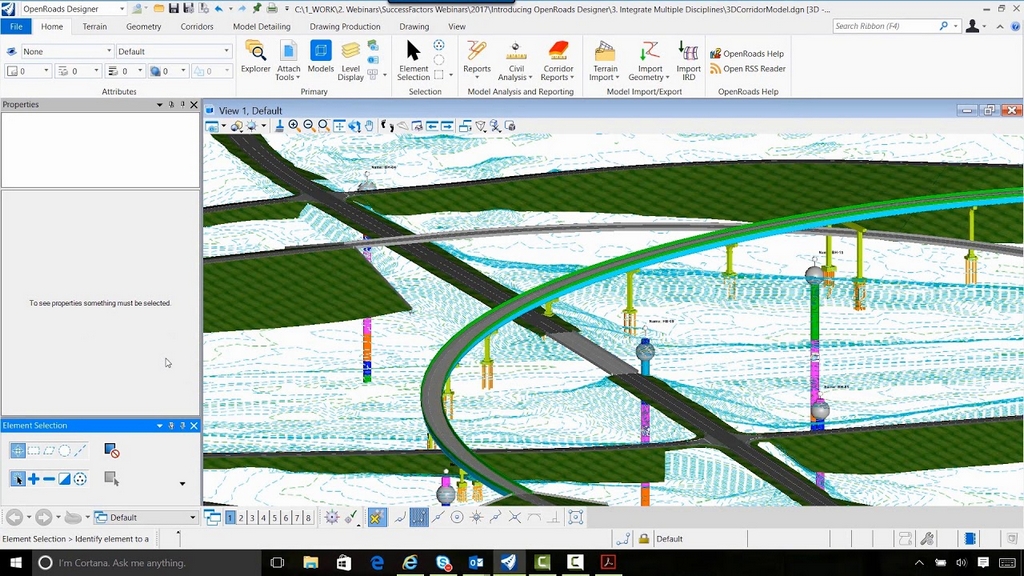 OpenRoads Designer
C:\1_WORK\2. Webinars\SuccessFactors Webinars\2017\Introducing OpenRoads Designer\3. Integrate Multiple Disciplines\3DCorridorModel.dgn [3D -...
File Home Terrain Geometry Corridors Model Detailing Drawing Production Drawing View
Search Ribbon (F4)
None Default
0 0 0 0 0
Attributes
Explorer Attach Tools Models Level Display
Primary
Element Selection
Selection
Reports Civil Analysis Corridor Reports
Model Analysis and Reporting
Terrain Import Import Geometry Import IRD
Model Import/Export
OpenRoads Help
Open RSS Reader
OpenRoads Help
Properties
View 1, Default
To see properties something must be selected.
Element Selection
Default
1 2 3 4 5 6 7 8
Element Selection > Identify element to a
Default
I'm Cortana. Ask me anything.